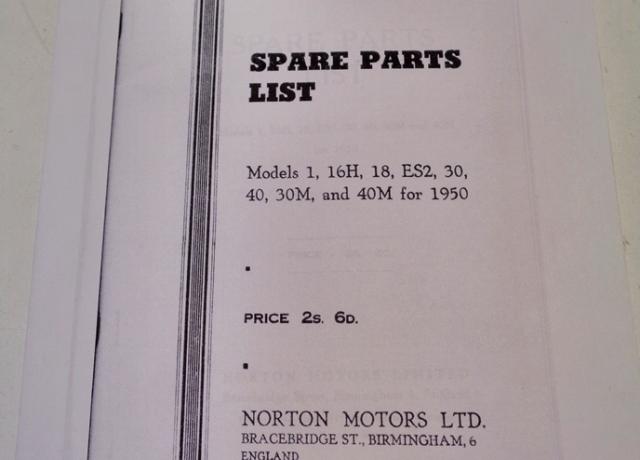 SPARE PARTS
LIST
Models 1, 16H, 18, ES2, 30,
40, 30M, and 40M for 1950
PRICE 2s. 6D.
NORTON MOTORS LTD.
BRACEBRIDGE ST., BIRMINGHAM, 6
ENGLAND